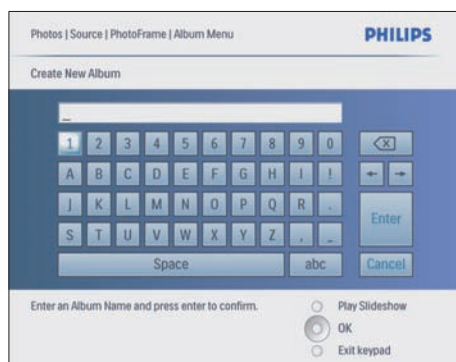 Photos | Source | PhotoFrame | Album Menu PHILIPS
Create New Album
_
1 2 3 4 5 6 7 8 9 0
A B C D E F G H I !
J K L M N O P Q R .
Enter
S T U V W X Y Z , _
Space abc Cancel
Enter an Album Name and press enter to confirm. Play Slideshow
OK
Exit keypad